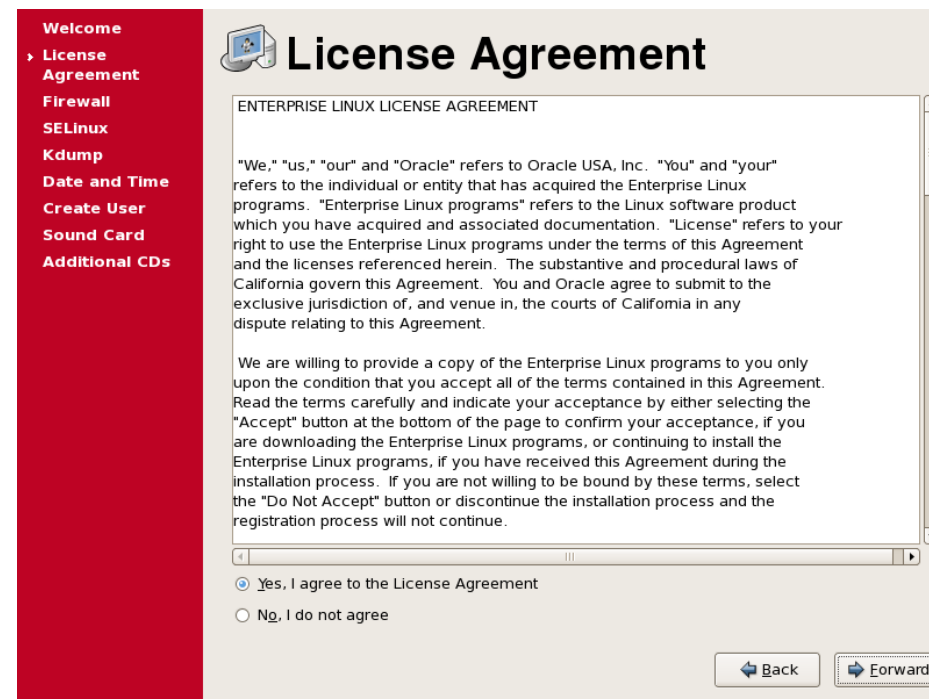 Welcome
License
Agreement
Firewall
SELinux
Kdump
Date and Time
Create User
Sound Card
Additional CDs
License Agreement
ENTERPRISE LINUX LICENSE AGREEMENT
"We," "us," "our" and "Oracle" refers to Oracle USA, Inc.  "You" and "your"
refers to the individual or entity that has acquired the Enterprise Linux
programs.  "Enterprise Linux programs" refers to the Linux software product
which you have acquired and associated documentation.  "License" refers to your
right to use the Enterprise Linux programs under the terms of this Agreement
and the licenses referenced herein.  The substantive and procedural laws of
California govern this Agreement.  You and Oracle agree to submit to the
exclusive jurisdiction of, and venue in, the courts of California in any
dispute relating to this Agreement.
We are willing to provide a copy of the Enterprise Linux programs to you only
upon the condition that you accept all of the terms contained in this Agreement.
Read the terms carefully and indicate your acceptance by either selecting the
"Accept" button at the bottom of the page to confirm your acceptance, if you
are downloading the Enterprise Linux programs, or continuing to install the
Enterprise Linux programs, if you have received this Agreement during the
installation process.  If you are not willing to be bound by these terms, select
the "Do Not Accept" button or discontinue the installation process and the
registration process will not continue.
Yes, I agree to the License Agreement
No, I do not agree
Back
Forward